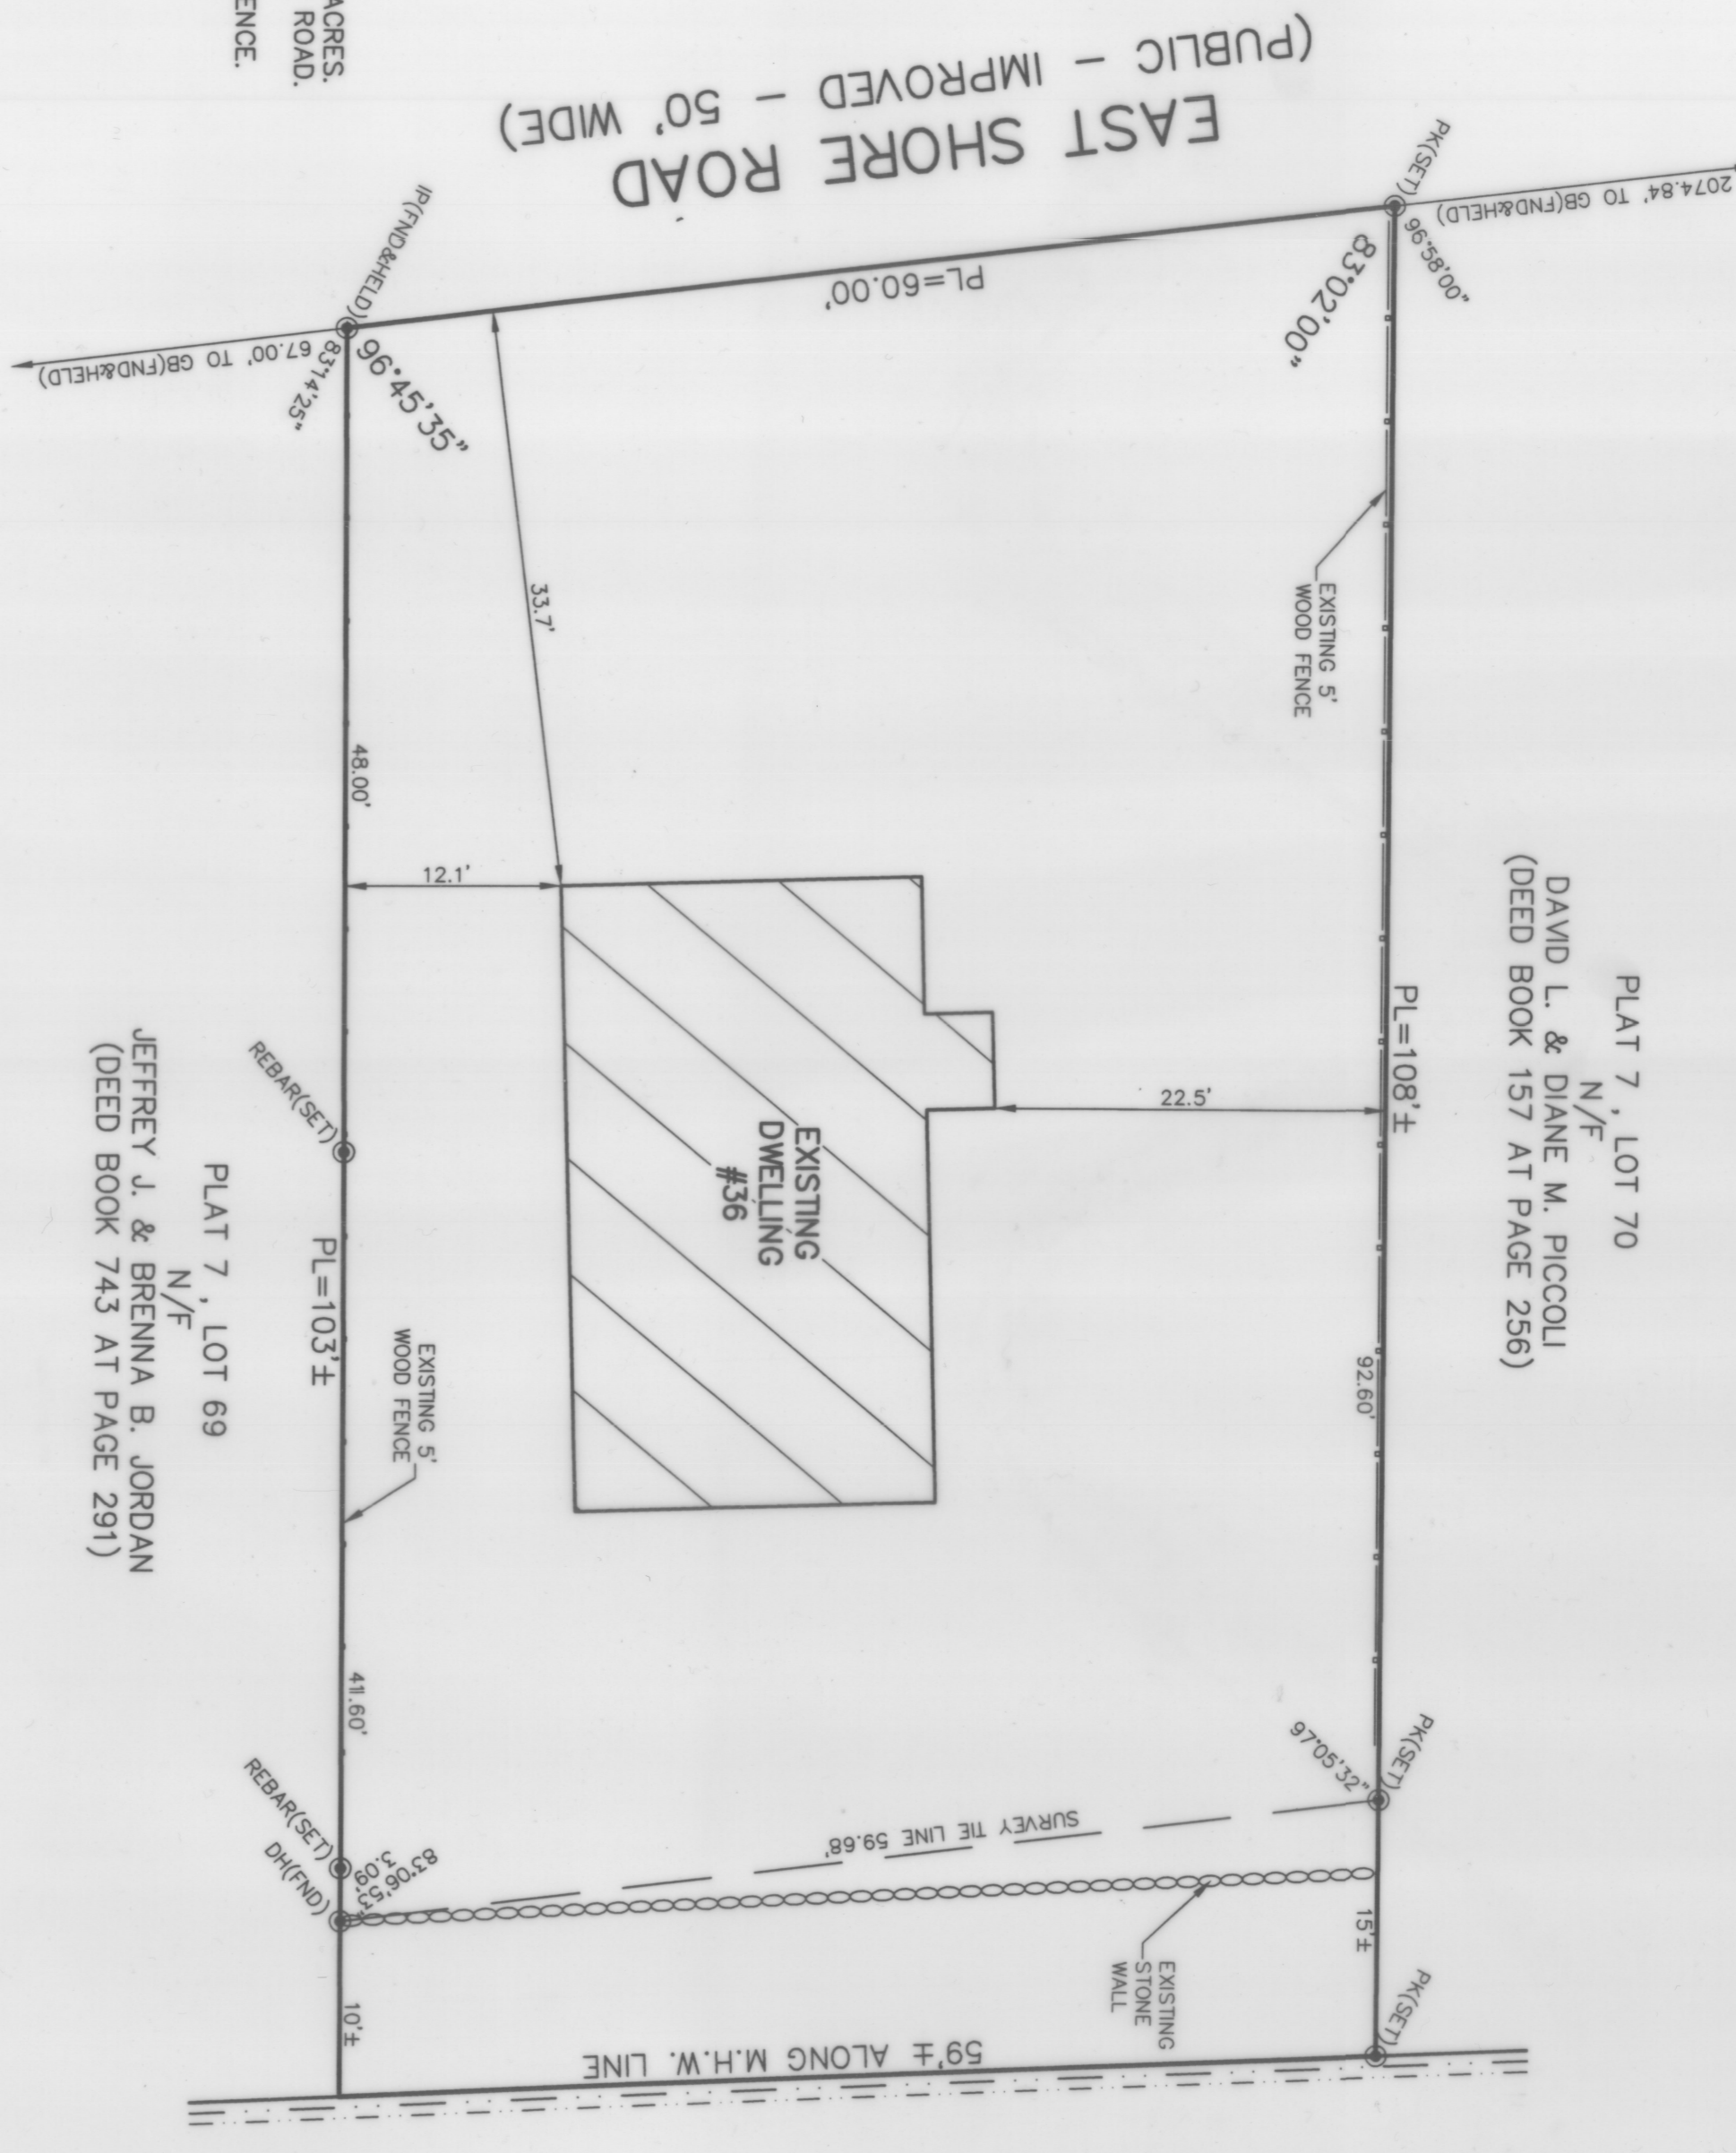 ACRES.
ROAD.
ENCE.
(PUBLIC – IMPROVED – 50' WIDE)
EAST SHORE ROAD
PK(SET)
2074.84' TO GB(FND&HELD)
96°58'00"
83°02'00"
PL=60.00'
IP(FND&HELD)
67.00' TO GB(FND&HELD)
83°14'25"
96°45'35"
33.7'
EXISTING 5'
WOOD FENCE
PLAT 7 , LOT 70
N/F
DAVID L. & DIANE M. PICCOLI
(DEED BOOK 157 AT PAGE 256)
PL=108'±
48.00'
12.1'
22.5'
EXISTING
DWELLING
#36
92.60'
REBAR(SET)
PL=103'±
PLAT 7 , LOT 69
N/F
JEFFREY J. & BRENNA B. JORDAN
(DEED BOOK 743 AT PAGE 291)
EXISTING 5'
WOOD FENCE
41.60'
PK(SET)
97°05'32"
SURVEY TIE LINE 59.68'
REBAR(SET)
3.09'
83°06'53"
DH(FND)
15'±
EXISTING
STONE
WALL
PK(SET)
10'±
59'± ALONG M.H.W. LINE